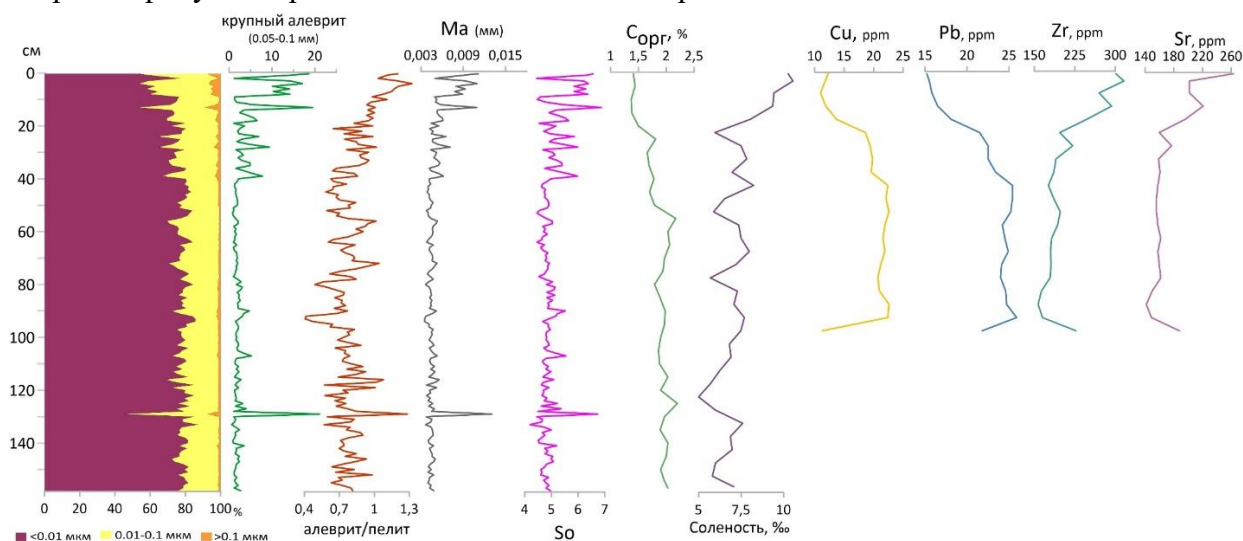 крупный алеврит
(0.05-0.1 мм)
0 10 20
Ma (мм)
0,003 0,009 0,015
Cорг, %
1 1,5 2 2,5
Cu, ppm
10 15 20 25
Pb, ppm
15 20 25
Zr, ppm
150 225 300
Sr, ppm
140 180 220 260
см
0
20
40
60
80
100
120
140
0 20 40 60 80 100 %
0,4 0,7 1 1,3
алеврит/пелит
4 5 6 7
So
5 7,5 10
Соленость, ‰
<0.01 мкм 0.01-0.1 мкм >0.1 мкм